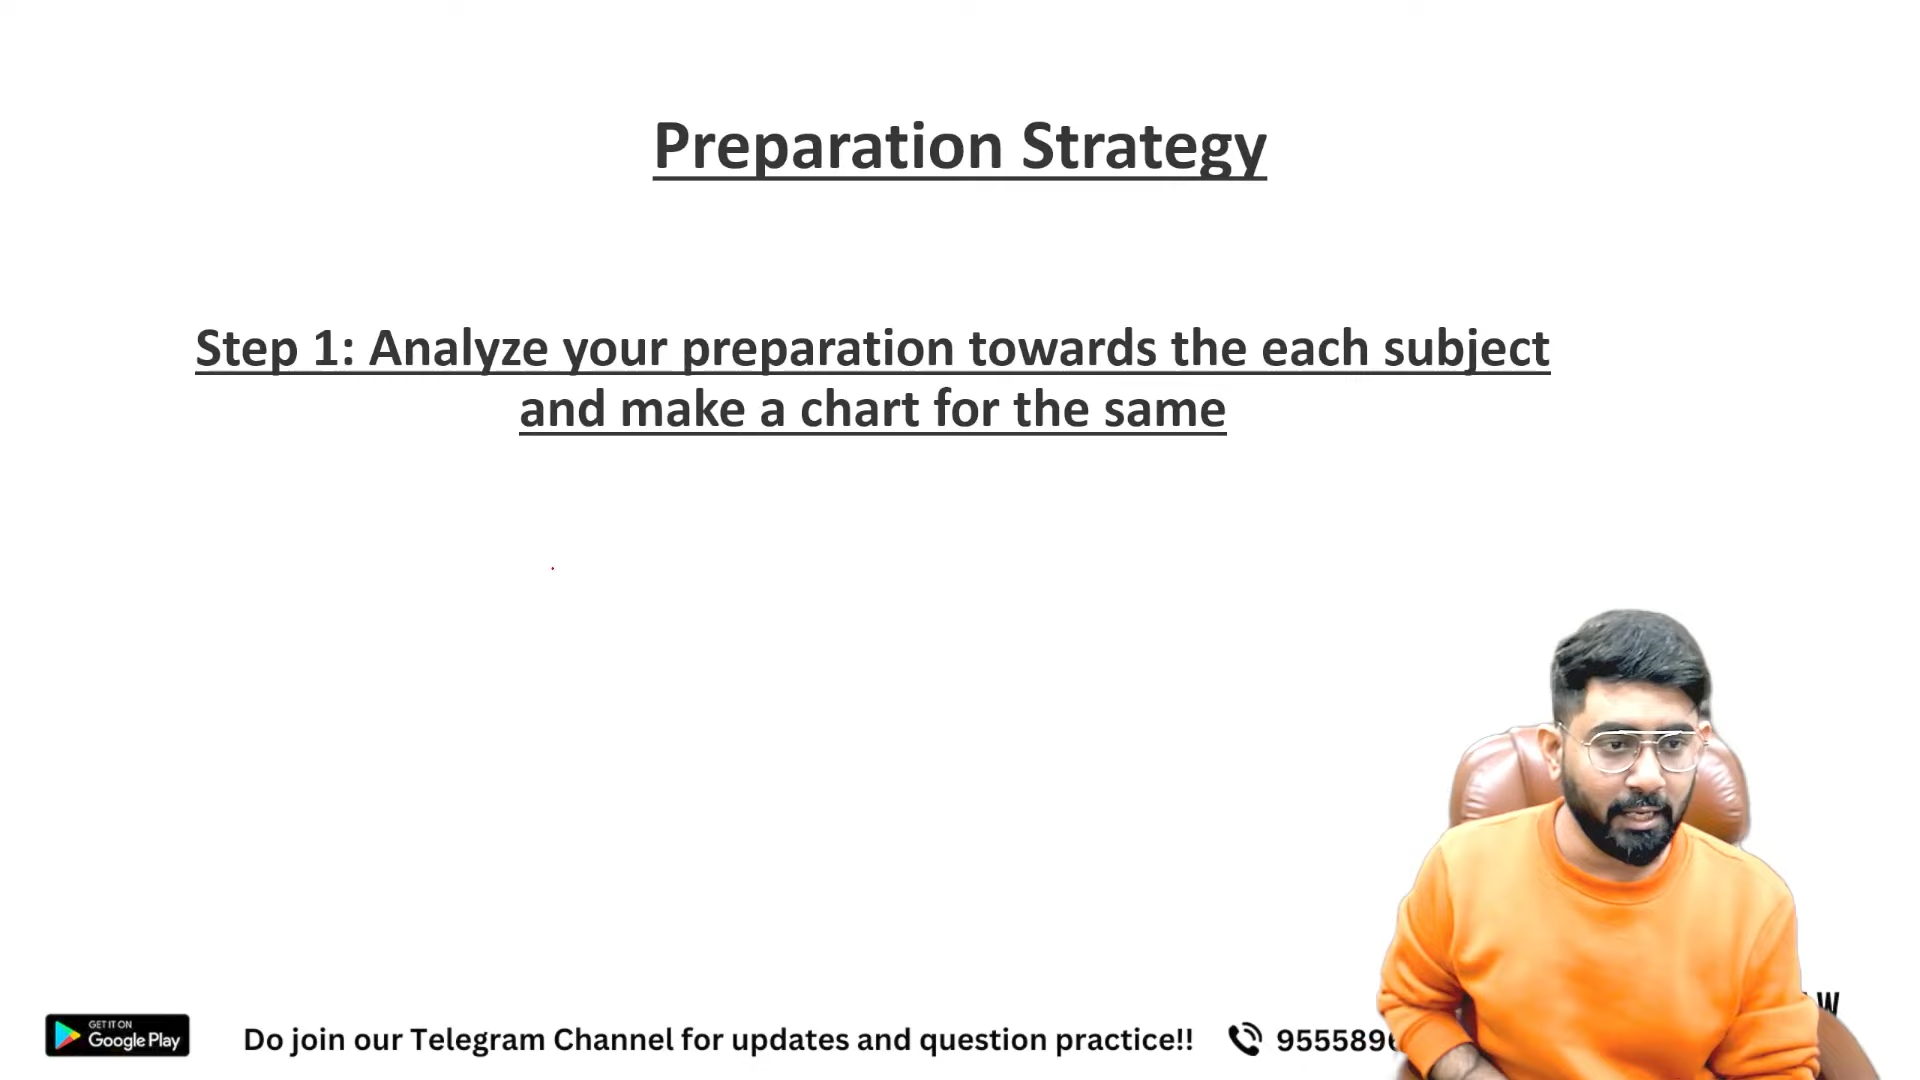 Preparation Strategy
Step 1: Analyze your preparation towards the each subject
and make a chart for the same
GET IT ON
Google Play
Do join our Telegram Channel for updates and question practice!!